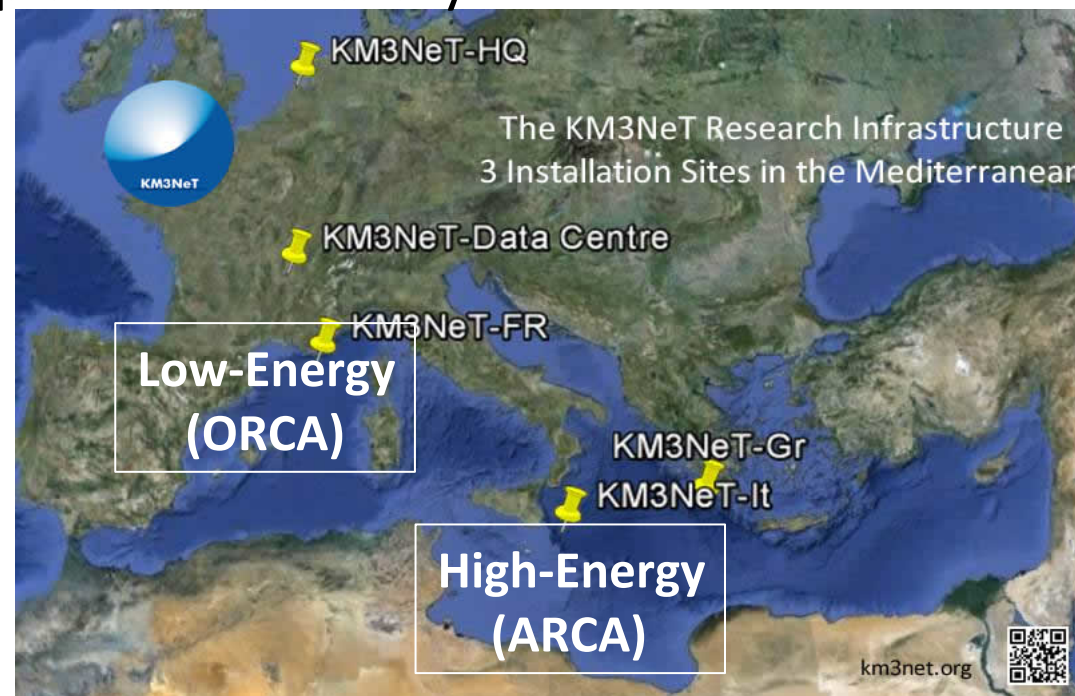 KM3NeT-HQ
KM3NeT
The KM3NeT Research Infrastructure
3 Installation Sites in the Mediterranean
KM3NeT-Data Centre
KM3NeT-FR
Low-Energy
(ORCA)
KM3NeT-Gr
KM3NeT-It
High-Energy
(ARCA)
km3net.org